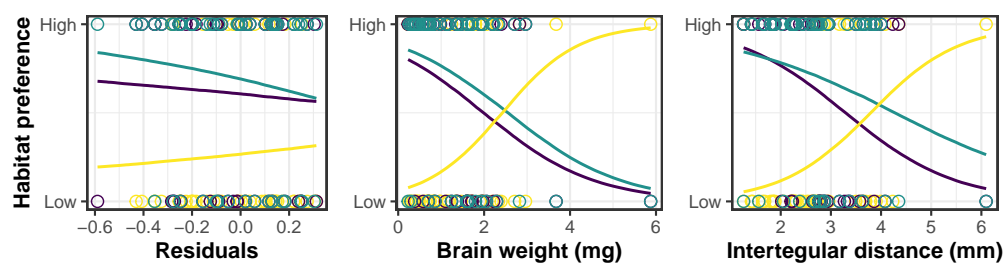 Habitat preference
High
Low
−0.6 −0.4 −0.2 0.0 0.2
Residuals
High
Low
0 2 4 6
Brain weight (mg)
High
Low
2 3 4 5 6
Intertegular distance (mm)